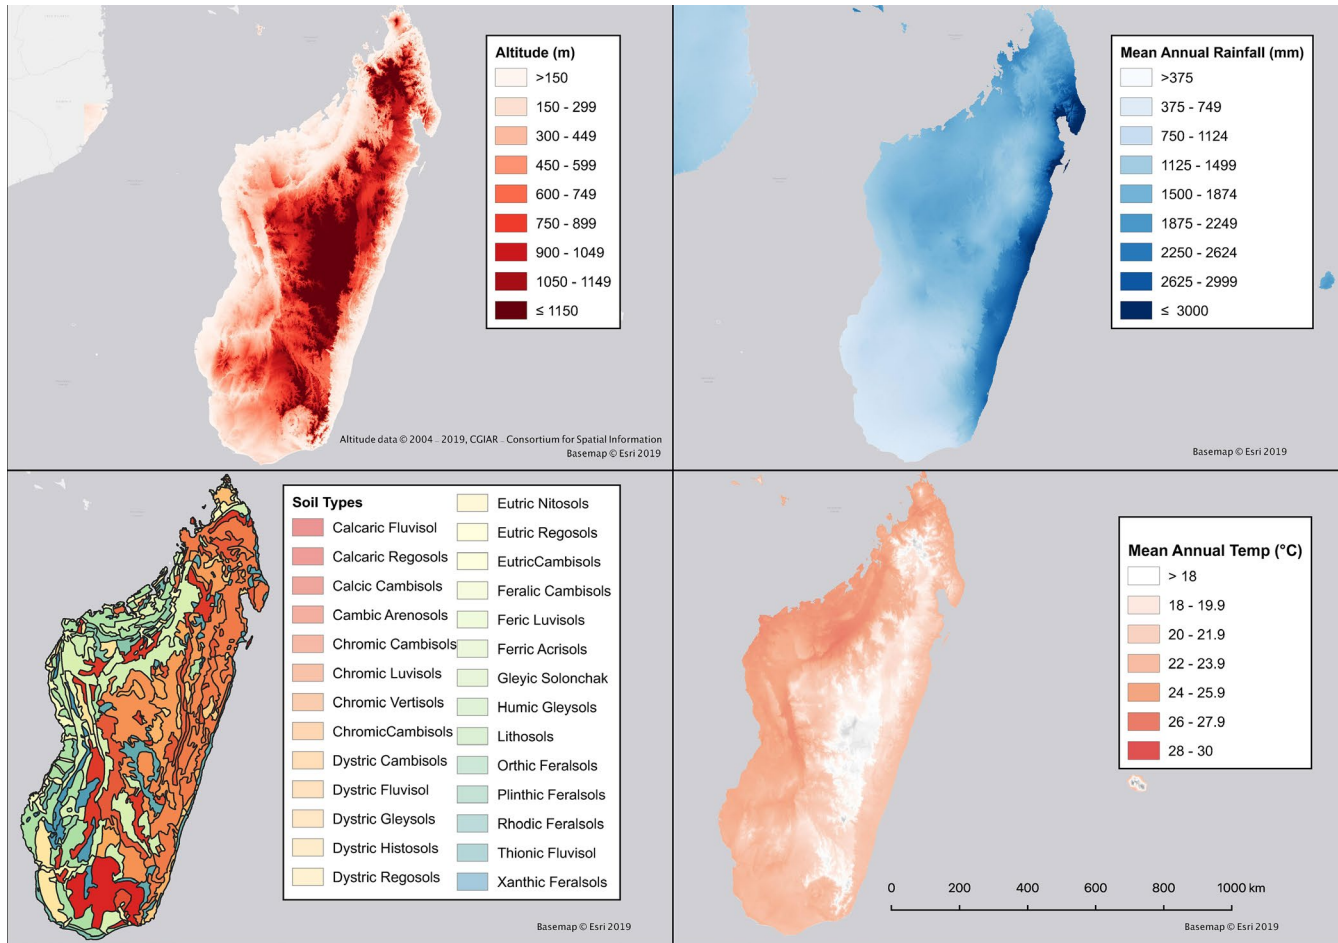 Altitude (m)
>150
150 - 299
300 - 449
450 - 599
600 - 749
750 - 899
900 - 1049
1050 - 1149
≤ 1150
Altitude data © 2004 - 2019, CGIAR - Consortium for Spatial Information
Basemap © Esri 2019
Mean Annual Rainfall (mm)
>375
375 - 749
750 - 1124
1125 - 1499
1500 - 1874
1875 - 2249
2250 - 2624
2625 - 2999
≤ 3000
Basemap © Esri 2019
Soil Types
Calcaric Fluvisol
Calcaric Regosols
Calcic Cambisols
Cambic Arenosols
Chromic Cambisols
Chromic Luvisols
Chromic Vertisols
ChromicCambisols
Dystric Cambisols
Dystric Fluvisol
Dystric Gleysols
Dystric Histosols
Dystric Regosols
Eutric Nitosols
Eutric Regosols
EutricCambisols
Feralic Cambisols
Feric Luvisols
Ferric Acrisols
Gleyic Solonchak
Humic Gleysols
Lithosols
Orthic Feralsols
Plinthic Feralsols
Rhodic Feralsols
Thionic Fluvisol
Xanthic Feralsols
Basemap © Esri 2019
Mean Annual Temp (°C)
> 18
18 - 19.9
20 - 21.9
22 - 23.9
24 - 25.9
26 - 27.9
28 - 30
0 200 400 600 800 1000 km
Basemap © Esri 2019